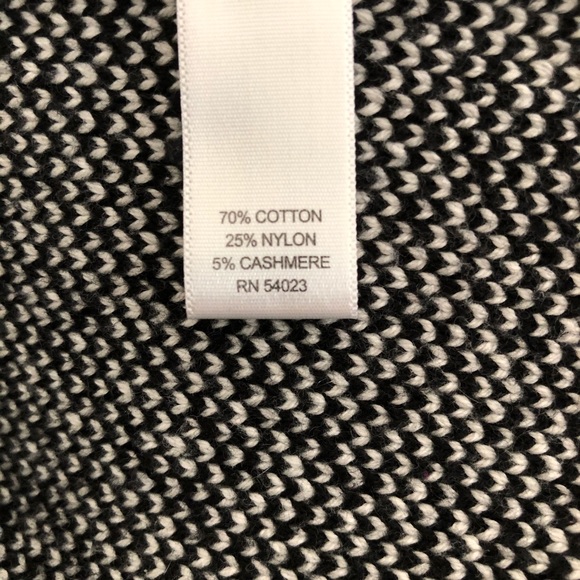 70% COTTON
25% NYLON
5% CASHMERE
RN 54023